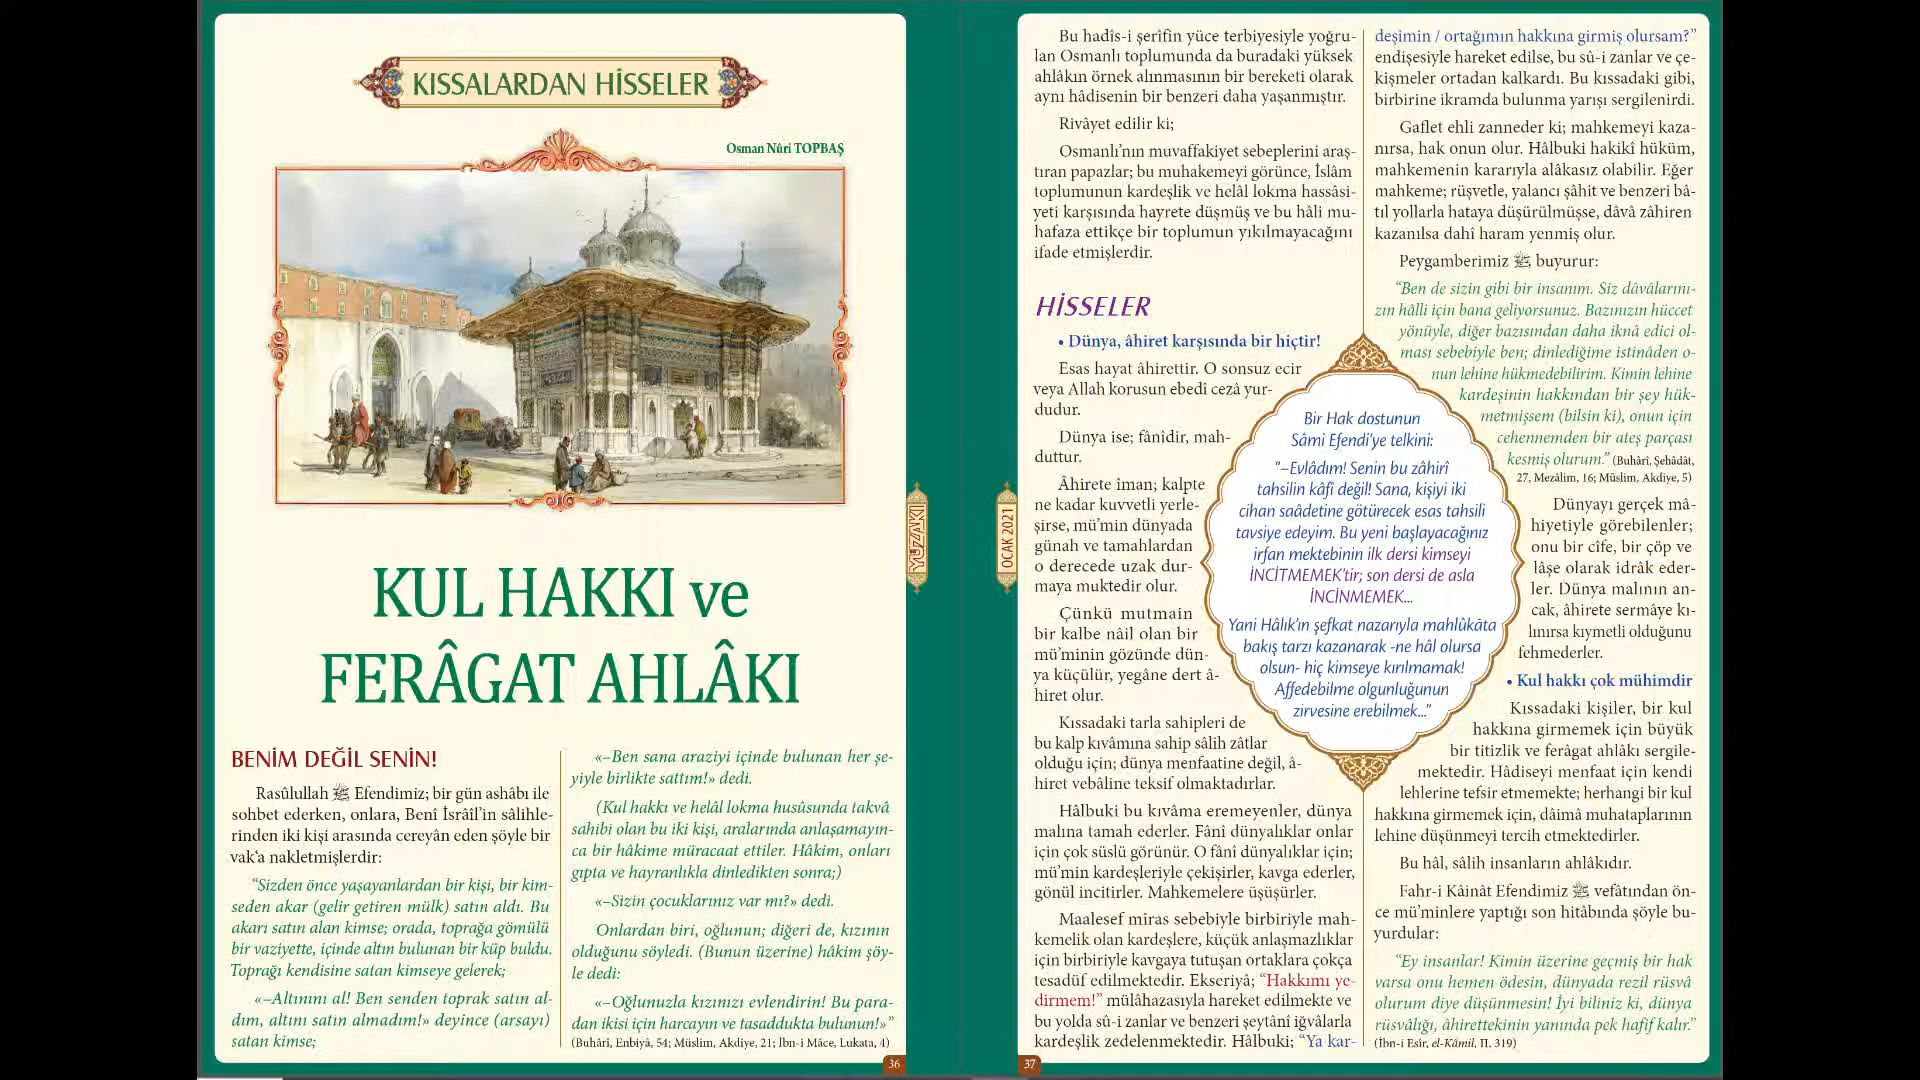 KISSALARDAN HİSSELER
Osman Nûri TOPBAŞ
KUL HAKKI ve
FERÂGAT AHLÂKI
BENİM DEĞİL SENİN!
Rasûlullah ﷺ Efendimiz; bir gün ashâbı ile
sohbet ederken, onlara, Benî İsrâîl’in sâlihle-
rinden iki kişi arasında cereyân eden şöyle bir
vak‘a nakletmişlerdir:
“Sizden önce yaşayanlardan bir kişi, bir kim-
seden akar (gelir getiren mülk) satın aldı. Bu
akarı satın alan kimse; orada, toprağa gömülü
bir vaziyette, içinde altın bulunan bir küp buldu.
Toprağı kendisine satan kimseye gelerek;
«–Altınını al! Ben senden toprak satın al-
dım, altını satın almadım!» deyince (arsayı)
satan kimse;
«–Ben sana araziyi içinde bulunan her şe-
yiyle birlikte sattım!» dedi.
(Kul hakkı ve helâl lokma husûsunda takvâ
sahibi olan bu iki kişi, aralarında anlaşamayın-
ca bir hâkime müracaat ettiler. Hâkim, onları
gıpta ve hayranlıkla dinledikten sonra;)
«–Sizin çocuklarınız var mı?» dedi.
Onlardan biri, oğlunun; diğeri de, kızının
olduğunu söyledi. (Bunun üzerine) hâkim şöy-
le dedi:
«–Oğlunuzla kızınızı evlendirin! Bu para-
dan ikisi için harcayın ve tasaddukta bulunun!»”
(Buhârî, Enbiyâ, 54; Müslim, Akdiye, 21; İbn-i Mâce, Lukata, 4)
36
YÜZAKI
OCAK 2021
Bu hadîs-i şerîfin yüce terbiyesiyle yoğru-
lan Osmanlı toplumunda da buradaki yüksek
ahlâkın örnek alınmasının bir bereketi olarak
aynı hâdisenin bir benzeri daha yaşanmıştır.
Rivâyet edilir ki;
Osmanlı’nın muvaffakiyet sebeplerini araş-
tıran papazlar; bu muhakemeyi görünce, İslâm
toplumunun kardeşlik ve helâl lokma hassâsi-
yeti karşısında hayrete düşmüş ve bu hâli mu-
hafaza ettikçe bir toplumun yıkılmayacağını
ifade etmişlerdir.
HİSSELER
• Dünya, âhiret karşısında bir hiçtir!
Esas hayat âhirettir. O sonsuz ecir
veya Allah korusun ebedî cezâ yur-
dudur.
Dünya ise; fânîdir, mah-
duttur.
Âhirete îman; kalpte
ne kadar kuvvetli yerle-
şirse, mü’min dünyada
günah ve tamahlardan
o derecede uzak dur-
maya muktedir olur.
Çünkü mutmain
bir kalbe nâil olan bir
mü’minin gözünde dün-
ya küçülür, yegâne dert â-
hiret olur.
Kıssadaki tarla sahipleri de
bu kalp kıvâmına sahip sâlih zâtlar
olduğu için; dünya menfaatine değil, â-
hiret vebâline teksif olmaktadırlar.
Hâlbuki bu kıvâma eremeyenler, dünya
malına tamah ederler. Fânî dünyalıklar onlar
için çok süslü görünür. O fânî dünyalıklar için;
mü’min kardeşleriyle çekişirler, kavga ederler,
gönül incitirler. Mahkemelere üşüşürler.
Maalesef mîras sebebiyle birbiriyle mah-
kemelik olan kardeşlere, küçük anlaşmazlıklar
için birbiriyle kavgaya tutuşan ortaklara çokça
tesadüf edilmektedir. Ekseriyâ; “Hakkımı ye-
dirmem!” mülâhazasıyla hareket edilmekte ve
bu yolda sû-i zanlar ve benzeri şeytânî iğvâlarla
kardeşlik zedelenmektedir. Hâlbuki; “Ya kar-
Bir Hak dostunun
Sâmi Efendi’ye telkini:
“–Evlâdım! Senin bu zâhirî
tahsilin kâfî değil! Sana, kişiyi iki
cihan saâdetine götürecek esas tahsili
tavsiye edeyim. Bu yeni başlayacağınız
irfan mektebinin ilk dersi kimseyi
İNCİTMEMEK’tir; son dersi de asla
İNCİNMEMEK...
Yani Hâlık’ın şefkat nazarıyla mahlûkāta
bakış tarzı kazanarak -ne hâl olursa
olsun- hiç kimseye kırılmamak!
Affedebilme olgunluğunun
zirvesine erebilmek...”
deşimin / ortağımın hakkına girmiş olursam?”
endişesiyle hareket edilse, bu sû-i zanlar ve çe-
kişmeler ortadan kalkardı. Bu kıssadaki gibi,
birbirine ikramda bulunma yarışı sergilenirdi.
Gaflet ehli zanneder ki; mahkemeyi kaza-
nırsa, hak onun olur. Hâlbuki hakikî hüküm,
mahkemenin kararıyla alâkasız olabilir. Eğer
mahkeme; rüşvetle, yalancı şâhit ve benzeri bâ-
tıl yollarla hataya düşürülmüşse, dâvâ zâhiren
kazanılsa dahî haram yenmiş olur.
Peygamberimiz ﷺ buyurur:
“Ben de sizin gibi bir insanım. Siz dâvâlarını-
zın hâlli için bana geliyorsunuz. Bazınızın hüccet
yönüyle, diğer bazısından daha iknâ edici ol-
ması sebebiyle ben; dinlediğime istinâden o-
nun lehine hükmedebilirim. Kimin lehine
kardeşinin hakkından bir şey hük-
metmişsem (bilsin ki), onun için
cehennemden bir ateş parçası
kesmiş olurum.” (Buhârî, Şehâdât,
27, Mezâlim, 16; Müslim, Akdiye, 5)
Dünyayı gerçek mâ-
hiyetiyle görebilenler;
onu bir cîfe, bir çöp ve
lâşe olarak idrâk eder-
ler. Dünya malının an-
cak, âhirete sermâye kı-
lınırsa kıymetli olduğunu
fehmederler.
• Kul hakkı çok mühimdir
Kıssadaki kişiler, bir kul
hakkına girmemek için büyük
bir titizlik ve ferâgat ahlâkı sergile-
mektedir. Hâdiseyi menfaat için kendi
lehlerine tefsir etmemekte; herhangi bir kul
hakkına girmemek için, dâimâ muhataplarının
lehine düşünmeyi tercih etmektedirler.
Bu hâl, sâlih insanların ahlâkıdır.
Fahr-i Kâinât Efendimiz ﷺ vefâtından ön-
ce mü’minlere yaptığı son hitâbında şöyle bu-
yurdular:
“Ey insanlar! Kimin üzerine geçmiş bir hak
varsa onu hemen ödesin, dünyada rezil rüsvâ
olurum diye düşünmesin! İyi biliniz ki, dünya
rüsvâlığı, âhirettekinin yanında pek hafif kalır.”
(İbn-i Esîr, el-Kâmil, II, 319)
37